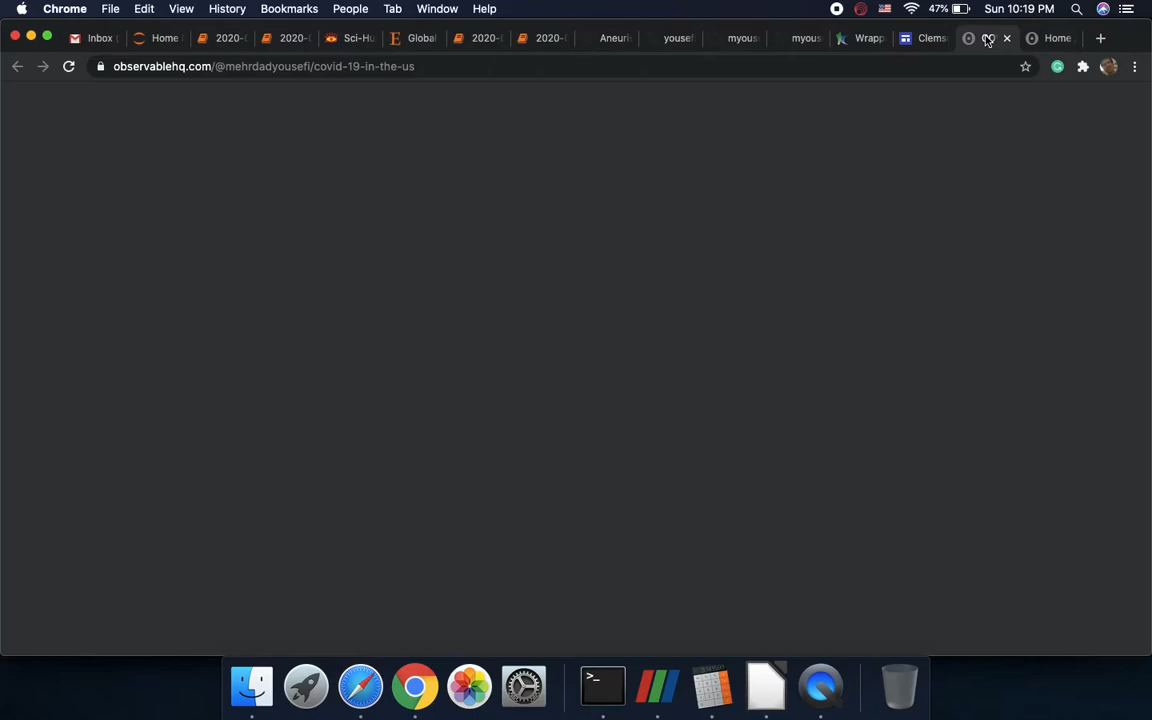 Chrome File Edit View History Bookmarks People Tab Window Help 47% Sun 10:19 PM
Inbox ( Home 2020-( 2020-( Sci-Hu Global 2020-( 2020-( Aneuri yousef myous myous Wrapp Clems CO Home
observablehq.com/@mehrdadyousefi/covid-19-in-the-us
>_